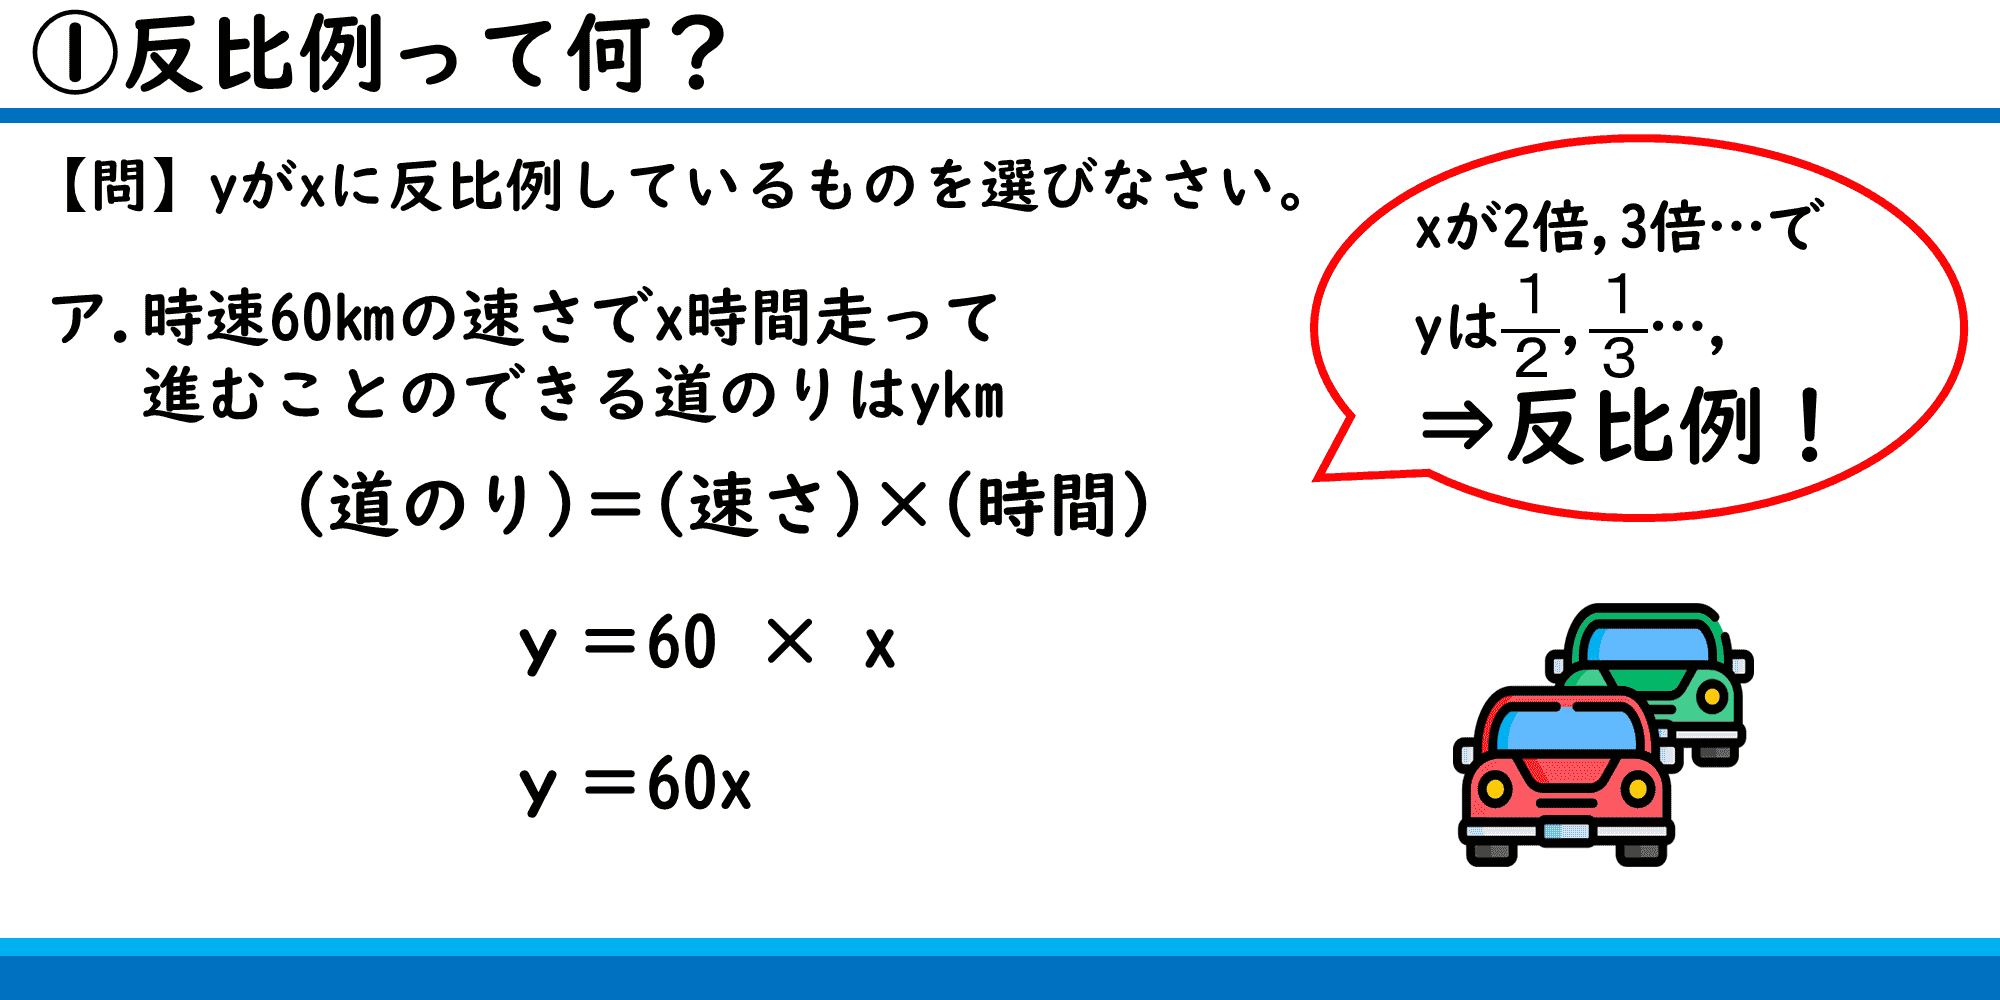 ①反比例って何？
【問】yがxに反比例しているものを選びなさい。
ア.時速60kmの速さでx時間走って
進むことのできる道のりはykm
(道のり)＝(速さ)×(時間)
y＝60 × x
y＝60x
xが2倍,3倍…で
yは1/2,1/3…,
⇒反比例！